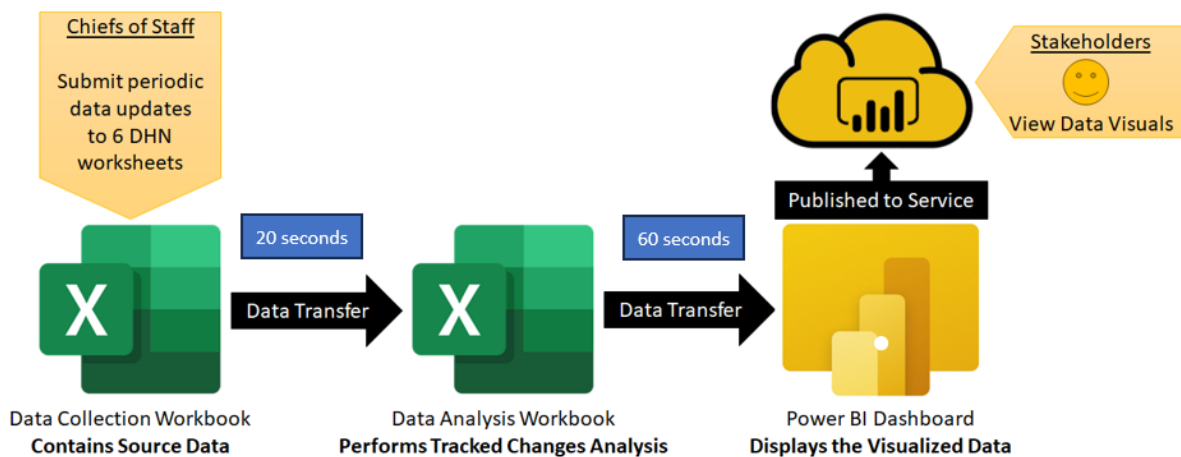 Chiefs of Staff
Submit periodic
data updates
to 6 DHN
worksheets
Stakeholders
View Data Visuals
Published to Service
20 seconds
60 seconds
X
Data Transfer
X
Data Transfer
Data Collection Workbook
Contains Source Data
Data Analysis Workbook
Performs Tracked Changes Analysis
Power BI Dashboard
Displays the Visualized Data